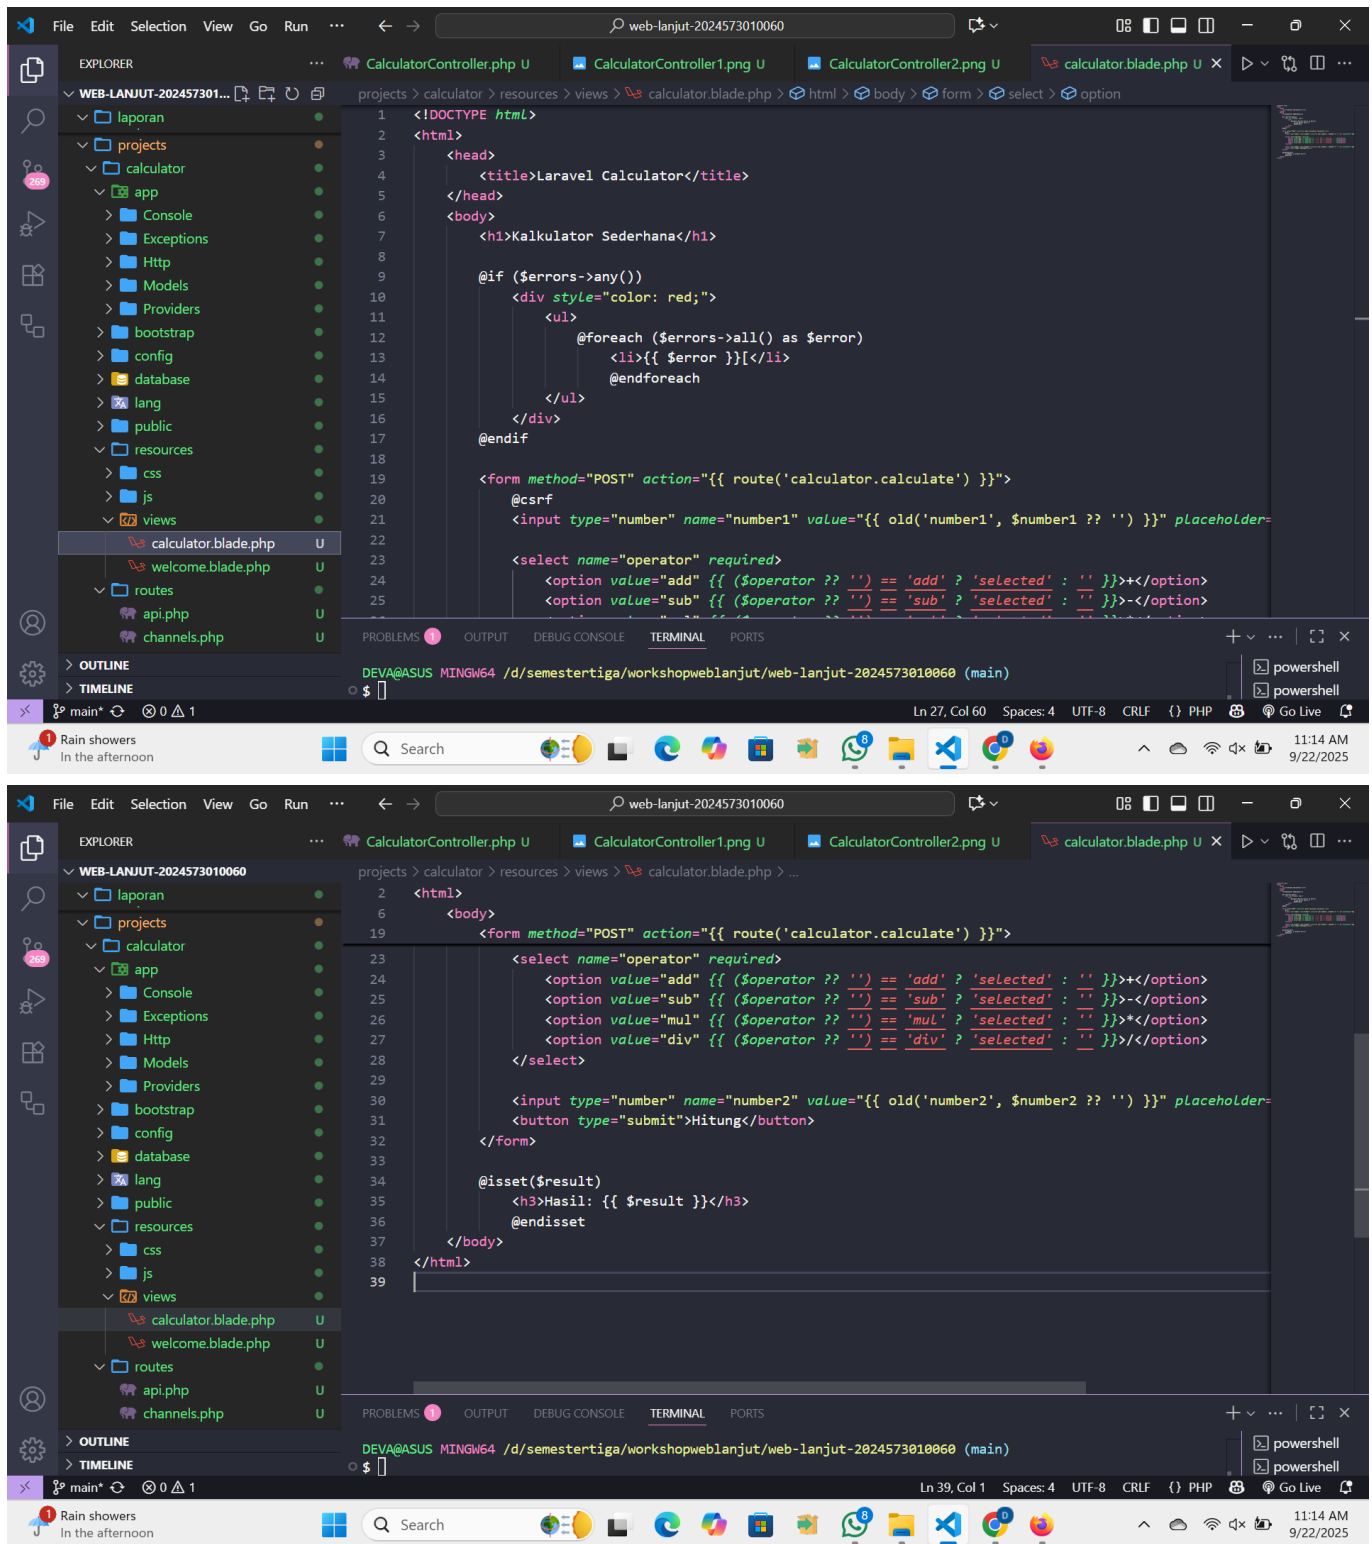 File Edit Selection View Go Run ··· web-lanjut-2024573010060
EXPLORER ··· CalculatorController.php U CalculatorController1.png U CalculatorController2.png U calculator.blade.php U
WEB-LANJUT-202457301... projects > calculator > resources > views > calculator.blade.php > html > body > form > select > option
laporan
projects
calculator
app
Console
Exceptions
Http
Models
Providers
bootstrap
config
database
lang
public
resources
css
js
views
calculator.blade.php U
welcome.blade.php U
routes
api.php U
channels.php U
OUTLINE
TIMELINE
269
1 <!DOCTYPE html>
2 <html>
3 <head>
4 <title>Laravel Calculator</title>
5 </head>
6 <body>
7 <h1>Kalkulator Sederhana</h1>
8
9 @if ($errors->any())
10 <div style="color: red;">
11 <ul>
12 @foreach ($errors->all() as $error)
13 <li>{{ $error }}[</li>
14 @endforeach
15 </ul>
16 </div>
17 @endif
18
19 <form method="POST" action="{{ route('calculator.calculate') }}">
20 @csrf
21 <input type="number" name="number1" value="{{ old('number1', $number1 ?? '') }}" placeholder=
22
23 <select name="operator" required>
24 <option value="add" {{ ($operator ?? '') == 'add' ? 'selected' : '' }}>+</option>
25 <option value="sub" {{ ($operator ?? '') == 'sub' ? 'selected' : '' }}>-</option>
PROBLEMS 1 OUTPUT DEBUG CONSOLE TERMINAL PORTS
DEVA@ASUS MINGW64 /d/semestertiga/workshopweblanjut/web-lanjut-2024573010060 (main)
$
powershell
powershell
main* 0 1 Ln 27, Col 60 Spaces: 4 UTF-8 CRLF {} PHP Go Live
1 Rain showers
In the afternoon
Search
8
11:14 AM
9/22/2025
File Edit Selection View Go Run ··· web-lanjut-2024573010060
EXPLORER ··· CalculatorController.php U CalculatorController1.png U CalculatorController2.png U calculator.blade.php U
WEB-LANJUT-2024573010060 projects > calculator > resources > views > calculator.blade.php > ...
laporan
projects
calculator
app
Console
Exceptions
Http
Models
Providers
bootstrap
config
database
lang
public
resources
css
js
views
calculator.blade.php U
welcome.blade.php U
routes
api.php U
channels.php U
OUTLINE
TIMELINE
269
2 <html>
6 <body>
19 <form method="POST" action="{{ route('calculator.calculate') }}">
23 <select name="operator" required>
24 <option value="add" {{ ($operator ?? '') == 'add' ? 'selected' : '' }}>+</option>
25 <option value="sub" {{ ($operator ?? '') == 'sub' ? 'selected' : '' }}>-</option>
26 <option value="mul" {{ ($operator ?? '') == 'mul' ? 'selected' : '' }}>*</option>
27 <option value="div" {{ ($operator ?? '') == 'div' ? 'selected' : '' }}>/</option>
28 </select>
29
30 <input type="number" name="number2" value="{{ old('number2', $number2 ?? '') }}" placeholder=
31 <button type="submit">Hitung</button>
32 </form>
33
34 @isset($result)
35 <h3>Hasil: {{ $result }}</h3>
36 @endisset
37 </body>
38 </html>
39
PROBLEMS 1 OUTPUT DEBUG CONSOLE TERMINAL PORTS
DEVA@ASUS MINGW64 /d/semestertiga/workshopweblanjut/web-lanjut-2024573010060 (main)
$
powershell
powershell
main* 0 1 Ln 39, Col 1 Spaces: 4 UTF-8 CRLF {} PHP Go Live
1 Rain showers
In the afternoon
Search
8
11:14 AM
9/22/2025